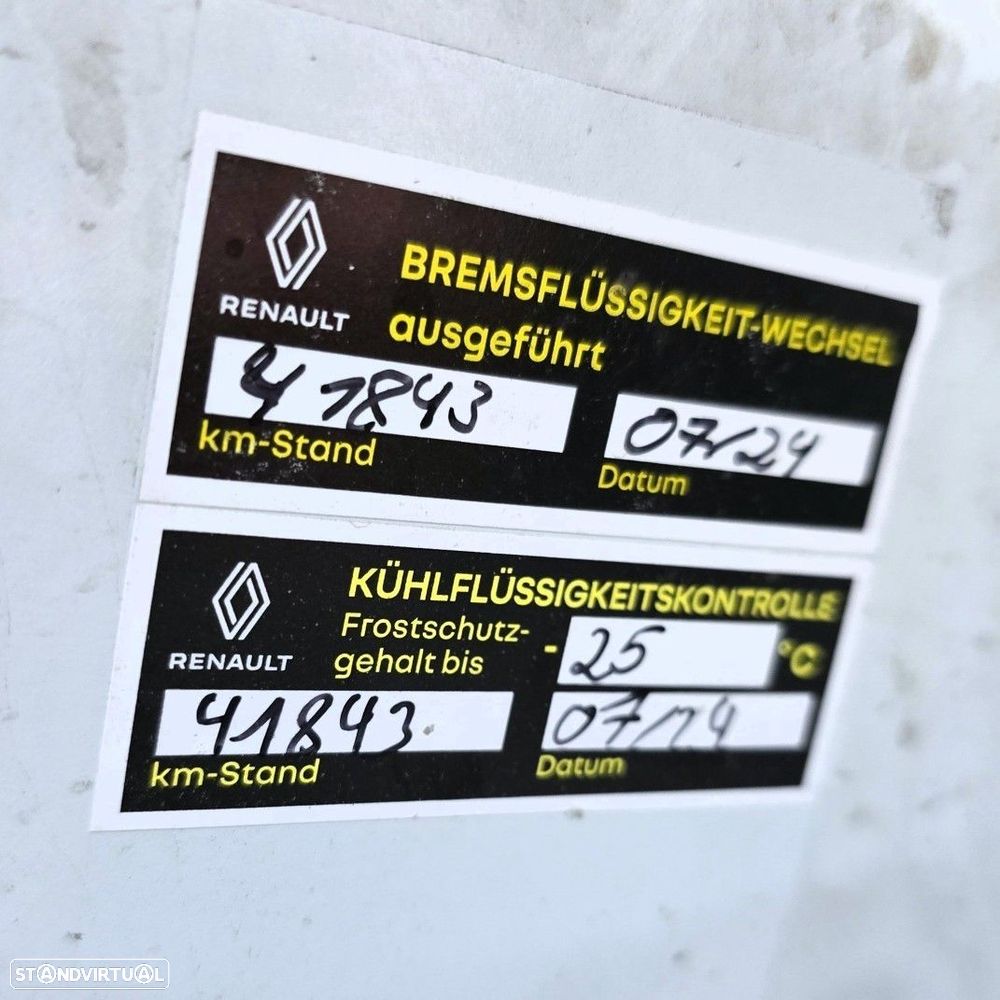 RENAULT
BREMSFLÜSSIGKEIT-WECHSEL
ausgeführt
41843
07/24
km-Stand
Datum
RENAULT
KÜHLFLÜSSIGKEITSKONTROLLE
Frostschutz-
gehalt bis
- 25 °C
41843
07/24
km-Stand
Datum
STANDVIRTUAL